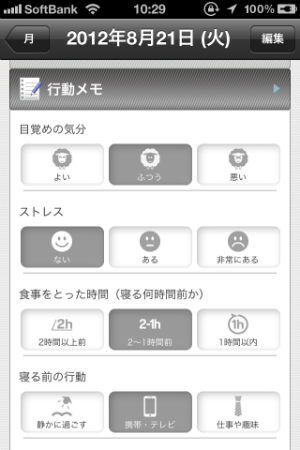 SoftBank 10:29 100%
月 2012年8月21日 (火) 編集
行動メモ
目覚めの気分
よい ふつう 悪い
ストレス
ない ある 非常にある
食事をとった時間（寝る何時間前か）
/2h 2-1h 1h
2時間以上前 2〜1時間前 1時間以内
寝る前の行動
静かに過ごす 携帯・テレビ 仕事や趣味